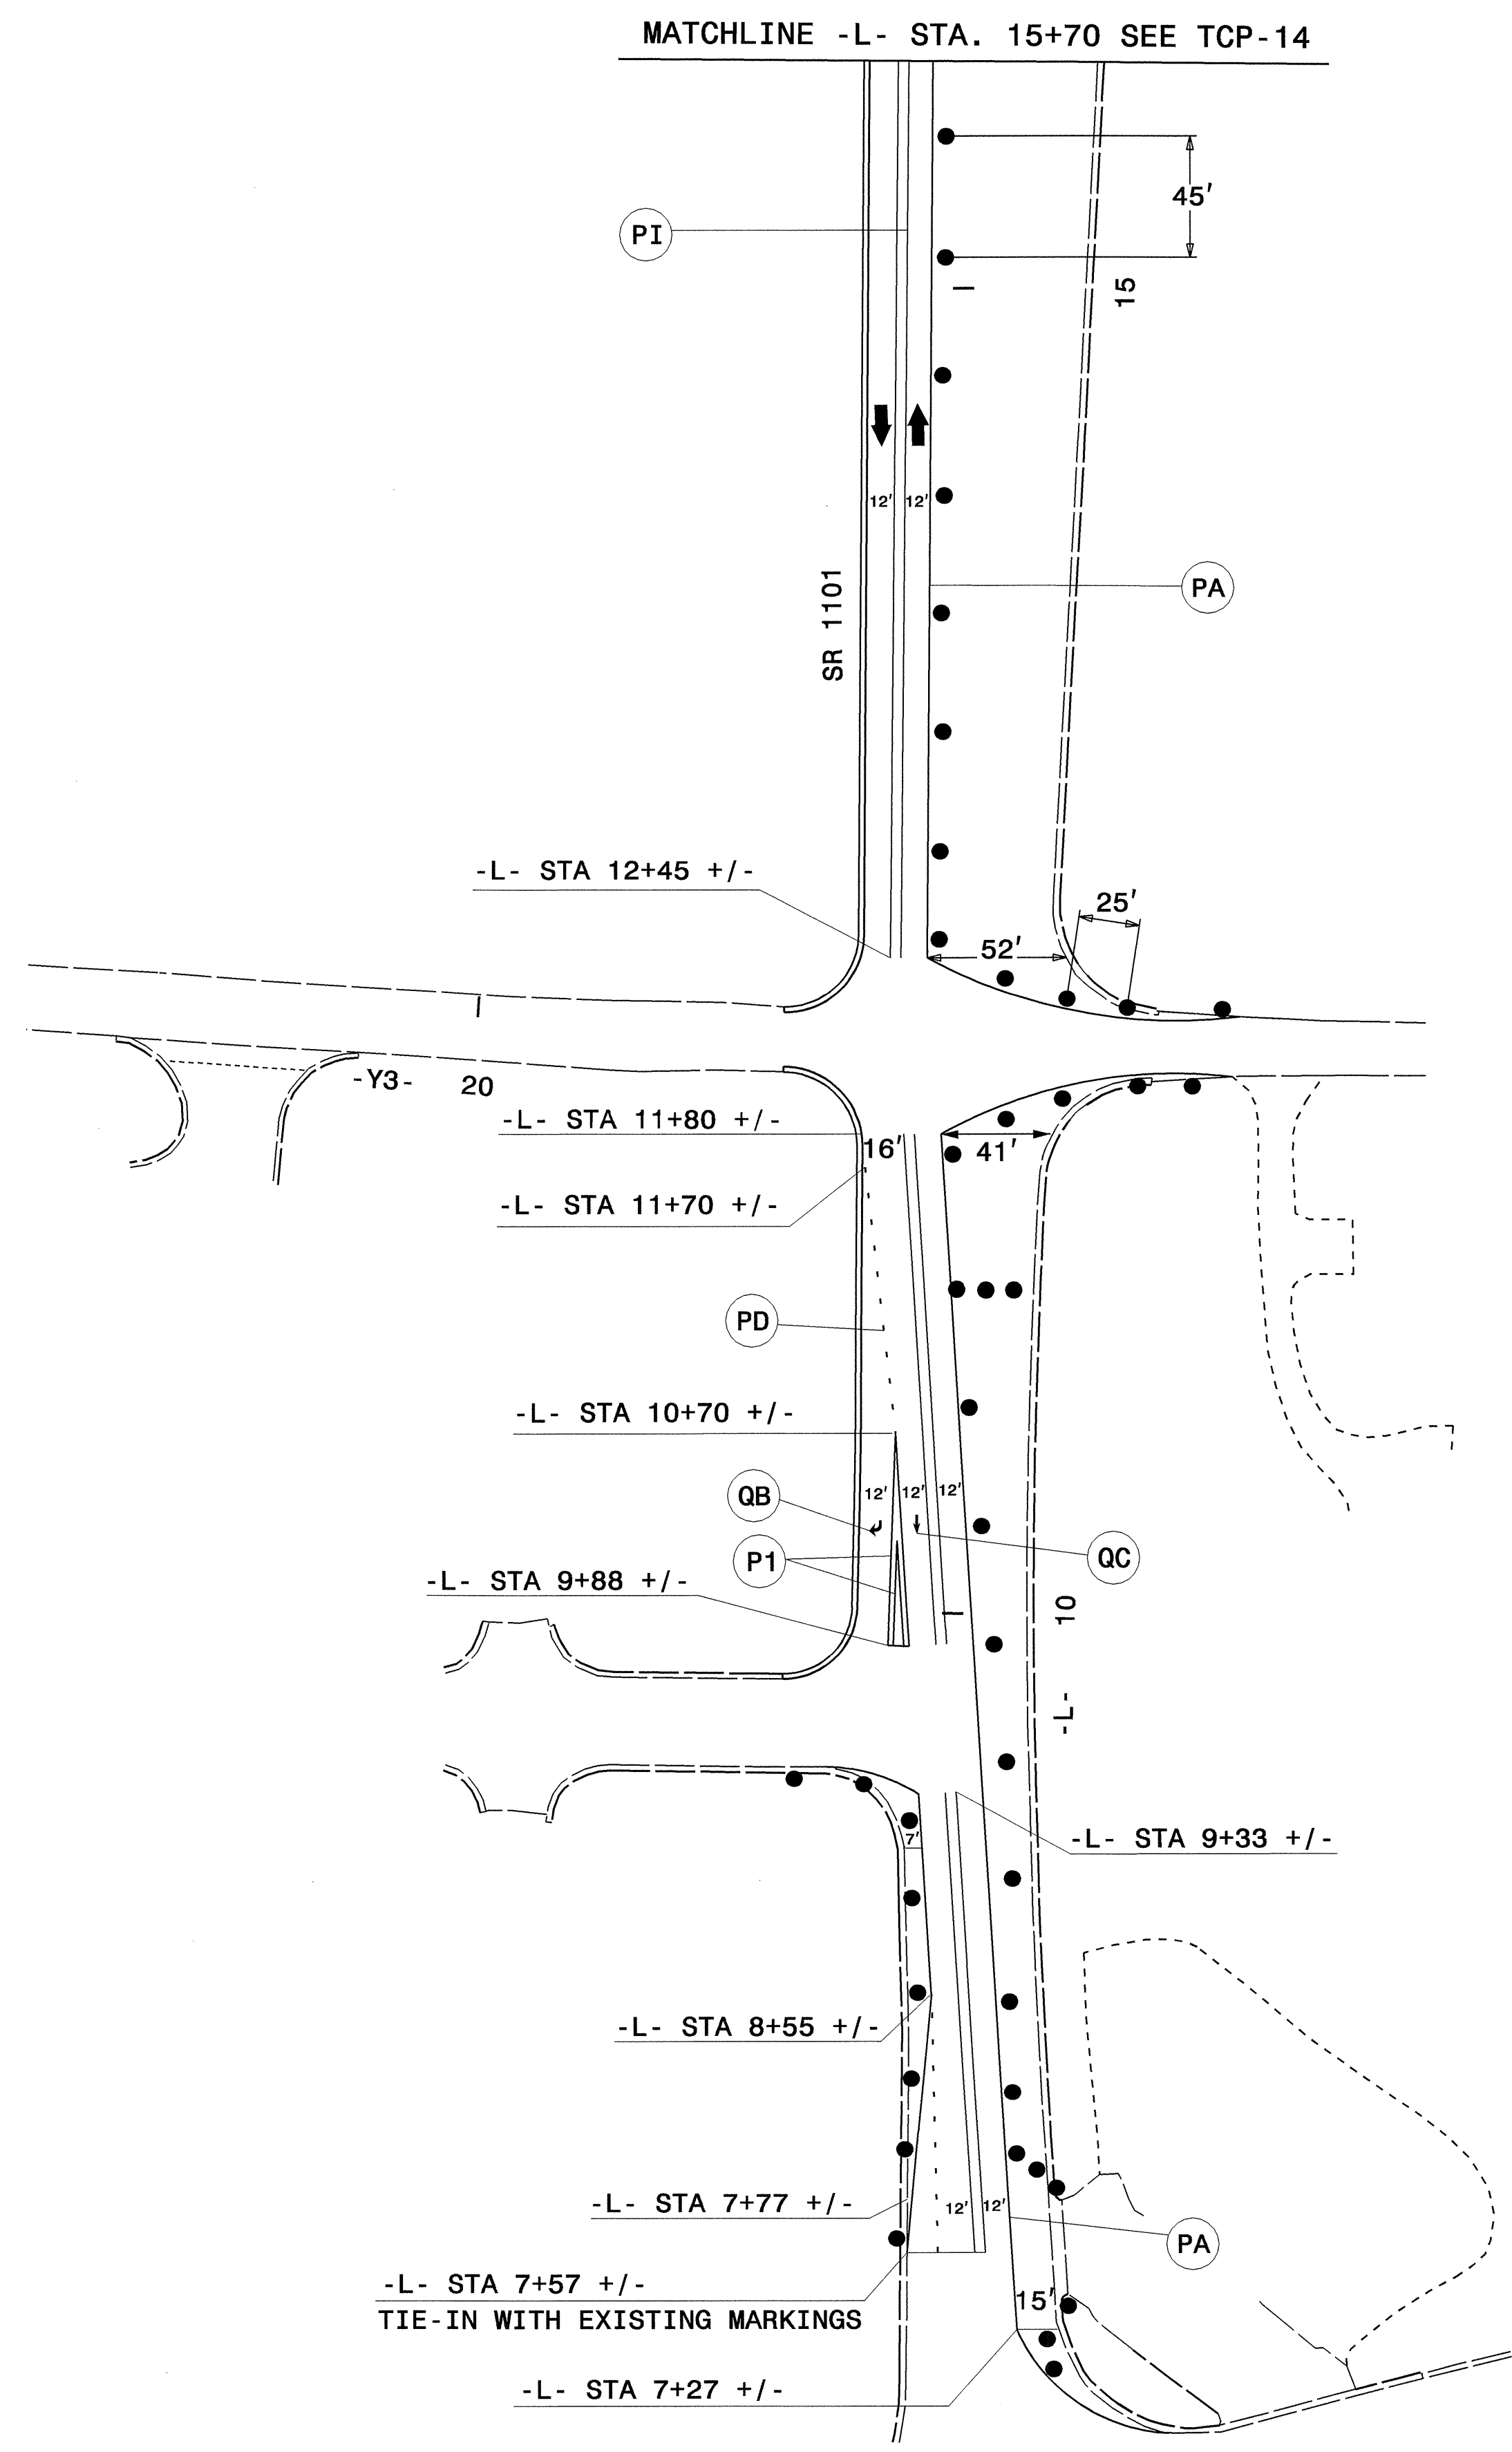 MATCHLINE -L- STA. 15+70 SEE TCP-14
45'
PI
15
12'
12'
SR 1101
PA
-L- STA 12+45 +/-
25'
52'
-Y3-
20
-L- STA 11+80 +/-
16'
41'
-L- STA 11+70 +/-
PD
-L- STA 10+70 +/-
QB
12'
12'
12'
P1
QC
-L- STA 9+88 +/-
10
-L-
7'
-L- STA 9+33 +/-
-L- STA 8+55 +/-
-L- STA 7+77 +/-
12'
12'
PA
-L- STA 7+57 +/-
TIE-IN WITH EXISTING MARKINGS
15'
-L- STA 7+27 +/-